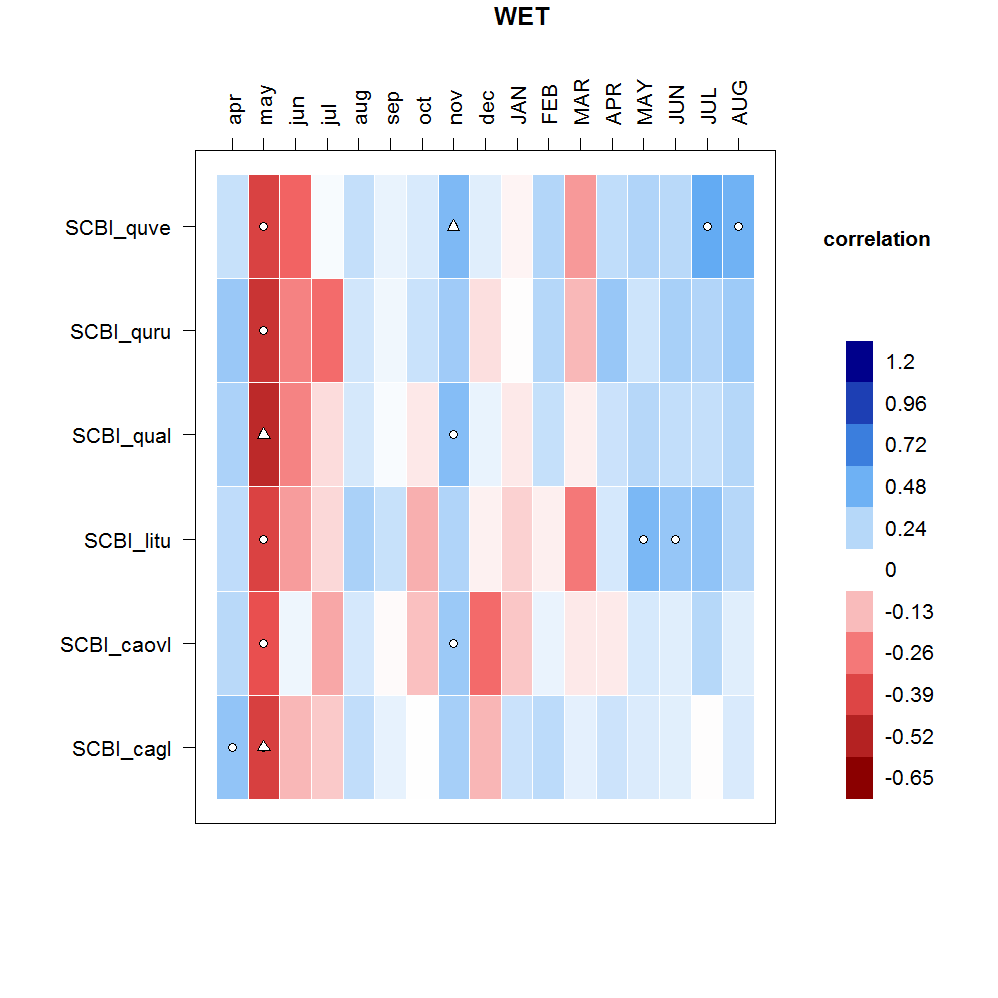 WET
apr may jun jul aug sep oct nov dec JAN FEB MAR APR MAY JUN JUL AUG
SCBI_quve
SCBI_quru
SCBI_qual
SCBI_litu
SCBI_caovl
SCBI_cagl
correlation
1.2
0.96
0.72
0.48
0.24
0
-0.13
-0.26
-0.39
-0.52
-0.65